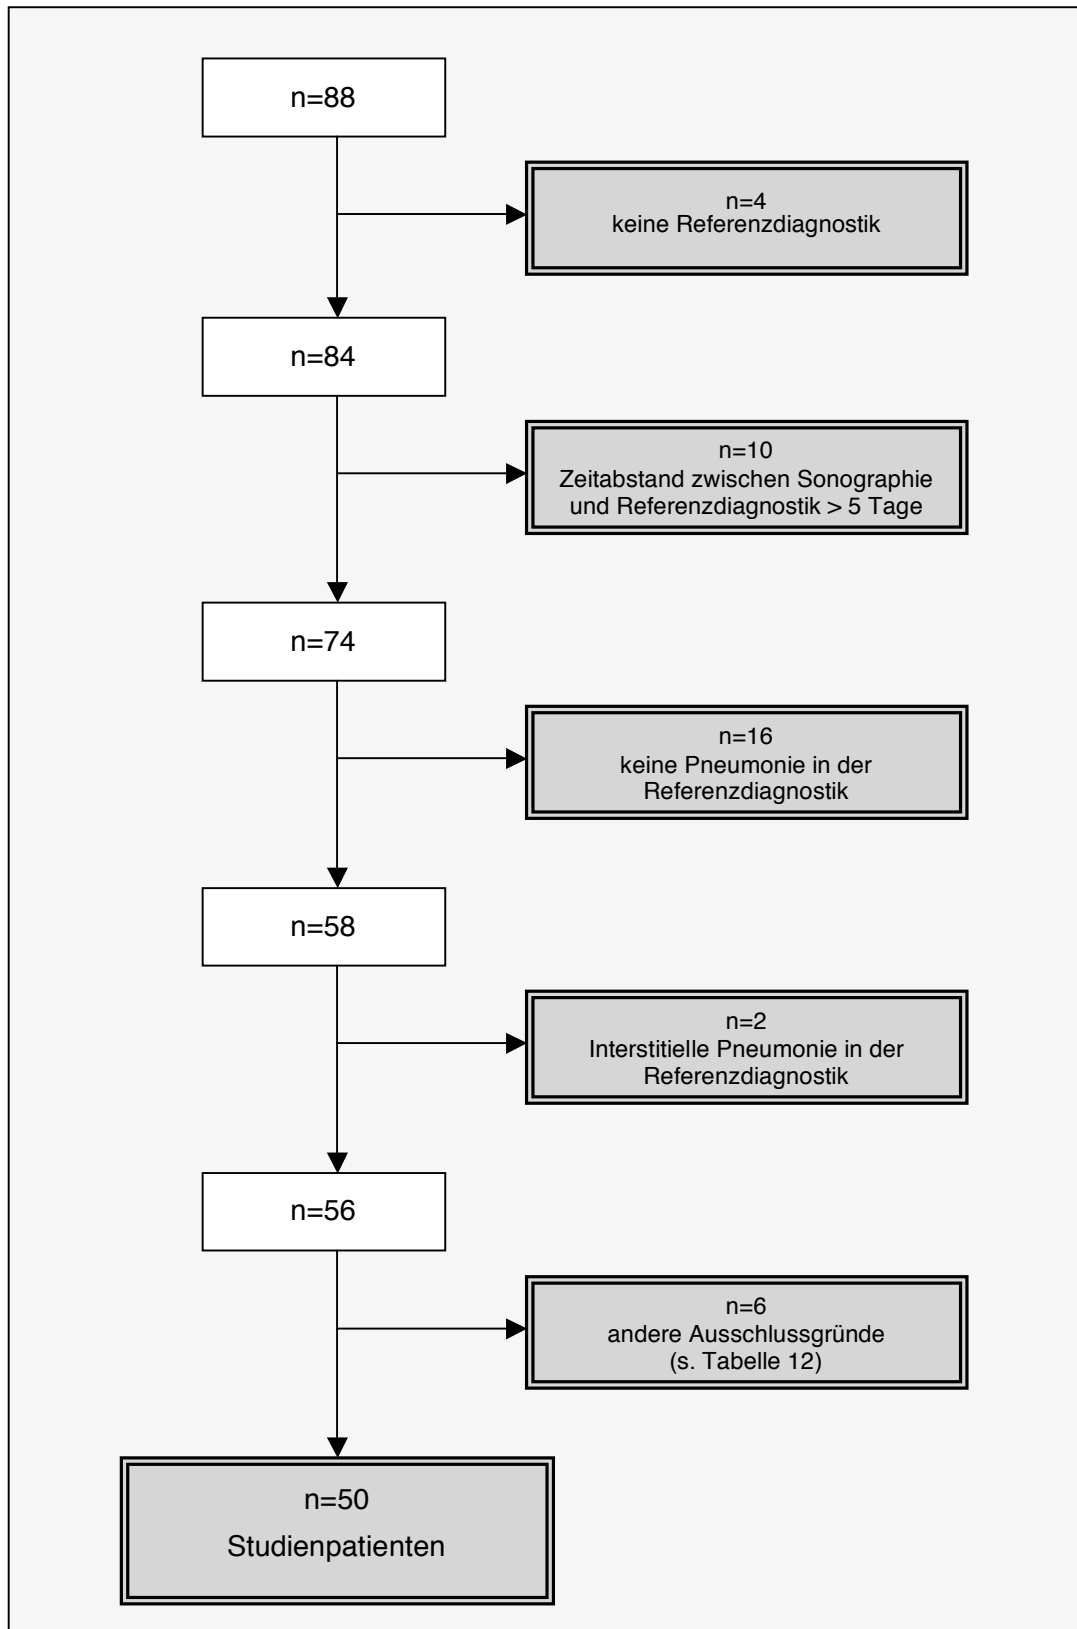 n=88
n=4
keine Referenzdiagnostik
n=84
n=10
Zeitabstand zwischen Sonographie
und Referenzdiagnostik > 5 Tage
n=74
n=16
keine Pneumonie in der
Referenzdiagnostik
n=58
n=2
Interstitielle Pneumonie in der
Referenzdiagnostik
n=56
n=6
andere Ausschlussgründe
(s. Tabelle 12)
n=50
Studienpatienten